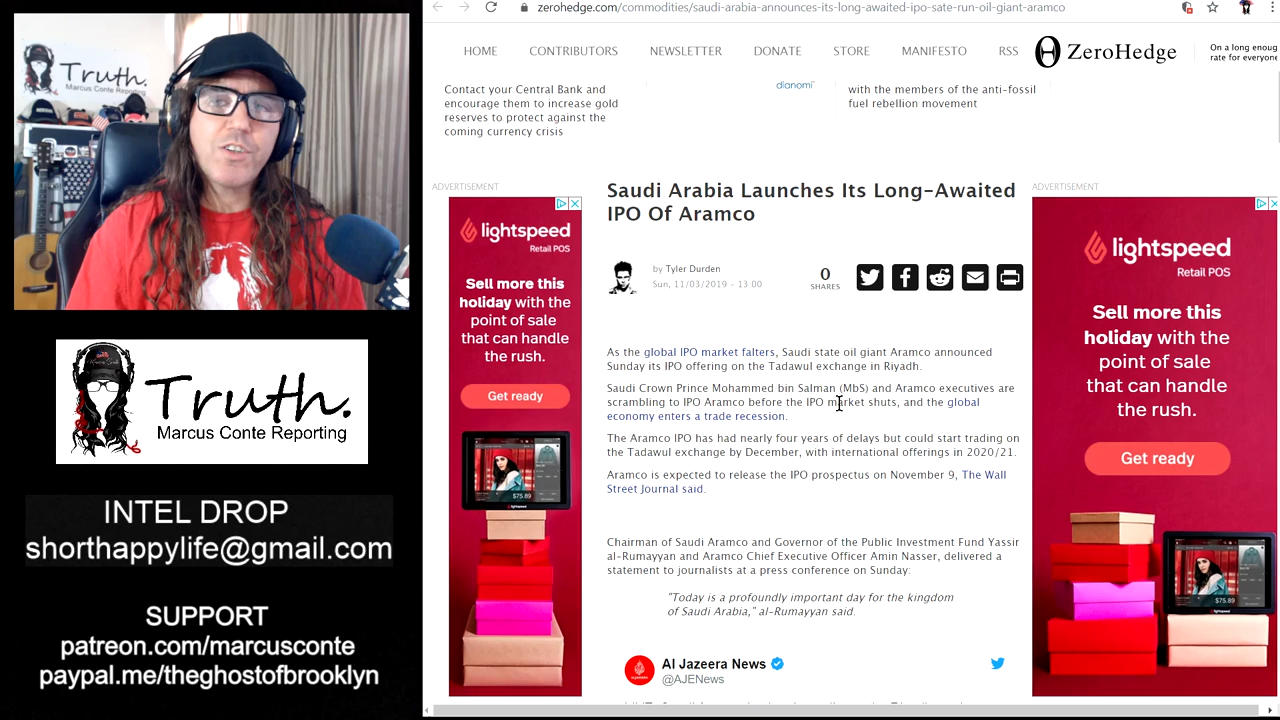 Truth.
Marcus Conte Reporting
Truth.
Marcus Conte Reporting
INTEL DROP
shorthappylife@gmail.com
SUPPORT
patreon.com/marcusconte
paypal.me/theghostofbrooklyn
zerohedge.com/commodities/saudi-arabia-announces-its-long-awaited-ipo-sate-run-oil-giant-aramco
HOME CONTRIBUTORS NEWSLETTER DONATE STORE MANIFESTO RSS ZeroHedge
On a long enoug
rate for everyone
Contact your Central Bank and
encourage them to increase gold
reserves to protect against the
coming currency crisis
dianomi
with the members of the anti-fossil
fuel rebellion movement
ADVERTISEMENT
lightspeed
Retail POS
Sell more this
holiday with the
point of sale
that can handle
the rush.
Get ready
$75.89
lightspeed
Saudi Arabia Launches Its Long-Awaited
IPO Of Aramco
by Tyler Durden
Sun, 11/03/2019 - 13:00
0
SHARES
As the global IPO market falters, Saudi state oil giant Aramco announced
Sunday its IPO offering on the Tadawul exchange in Riyadh.
Saudi Crown Prince Mohammed bin Salman (MbS) and Aramco executives are
scrambling to IPO Aramco before the IPO market shuts, and the global
economy enters a trade recession.
The Aramco IPO has had nearly four years of delays but could start trading on
the Tadawul exchange by December, with international offerings in 2020/21.
Aramco is expected to release the IPO prospectus on November 9, The Wall
Street Journal said.
Chairman of Saudi Aramco and Governor of the Public Investment Fund Yassir
al-Rumayyan and Aramco Chief Executive Officer Amin Nasser, delivered a
statement to journalists at a press conference on Sunday:
"Today is a profoundly important day for the kingdom
of Saudi Arabia," al-Rumayyan said.
Al Jazeera News
@AJENews
ADVERTISEMENT
lightspeed
Retail POS
Sell more this
holiday with the
point of sale
that can handle
the rush.
Get ready
$75.89
lightspeed